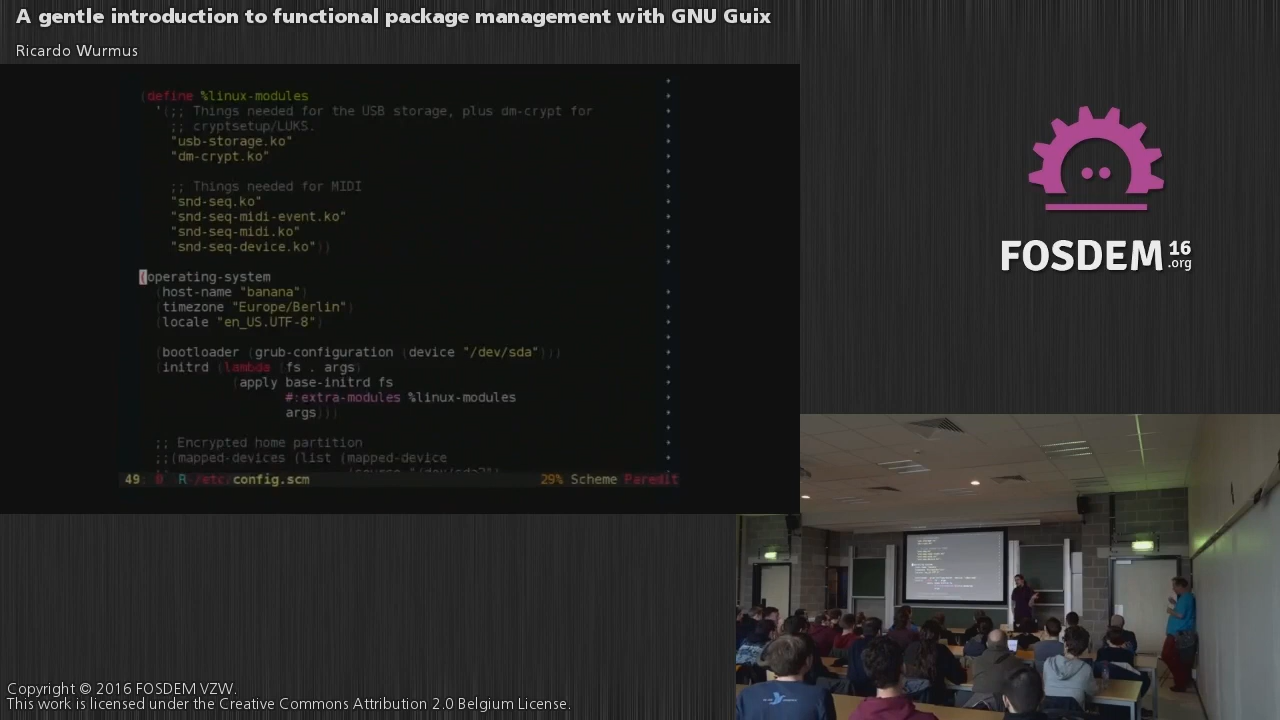 A gentle introduction to functional package management with GNU Guix
Ricardo Wurmus
(define %linux-modules
'(;; Things needed for the USB storage, plus dm-crypt for
;; cryptsetup/LUKS.
"usb-storage.ko"
"dm-crypt.ko"
;; Things needed for MIDI
"snd-seq.ko"
"snd-seq-midi-event.ko"
"snd-seq-midi.ko"
"snd-seq-device.ko"))
(operating-system
(host-name "banana")
(timezone "Europe/Berlin")
(locale "en_US.UTF-8")
(bootloader (grub-configuration (device "/dev/sda")))
(initrd (lambda (fs . args)
(apply base-initrd fs
#:extra-modules %linux-modules
args)))
;; Encrypted home partition
;;(mapped-devices (list (mapped-device
49: 0 R /etc/config.scm 29% Scheme Paredit
FOSDEM 16 .org
Copyright © 2016 FOSDEM VZW.
This work is licensed under the Creative Commons Attribution 2.0 Belgium License.